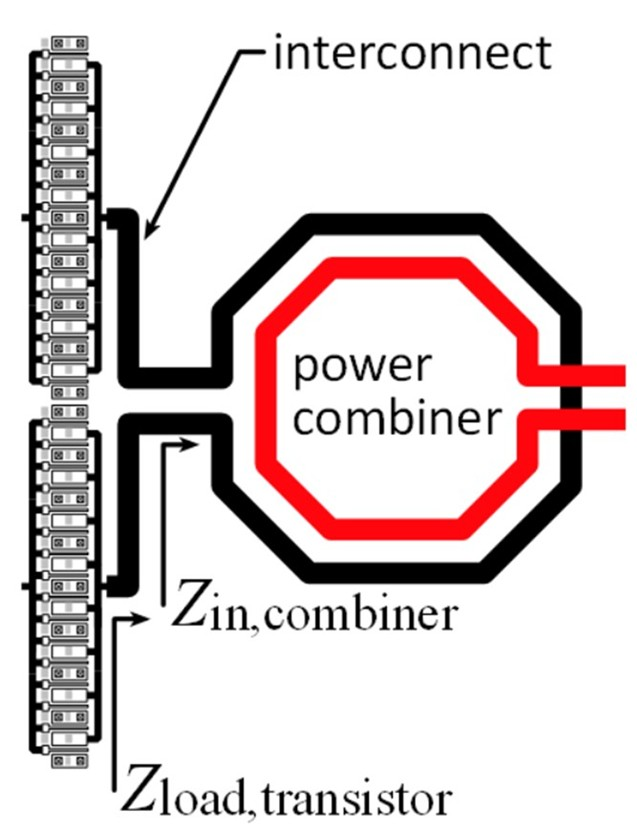 interconnect
power
combiner
Zin,combiner
Zload,transistor